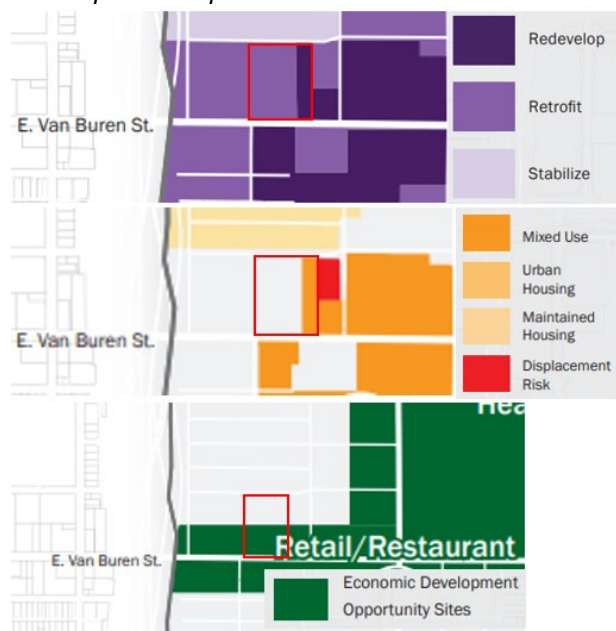 Redevelop
E. Van Buren St.
Retrofit
Stabilize
Mixed Use
Urban
Housing
Maintained
Housing
E. Van Buren St.
Displacement
Risk
Hea
Retail/Restaurant
E. Van Buren St.
Economic Development
Opportunity Sites